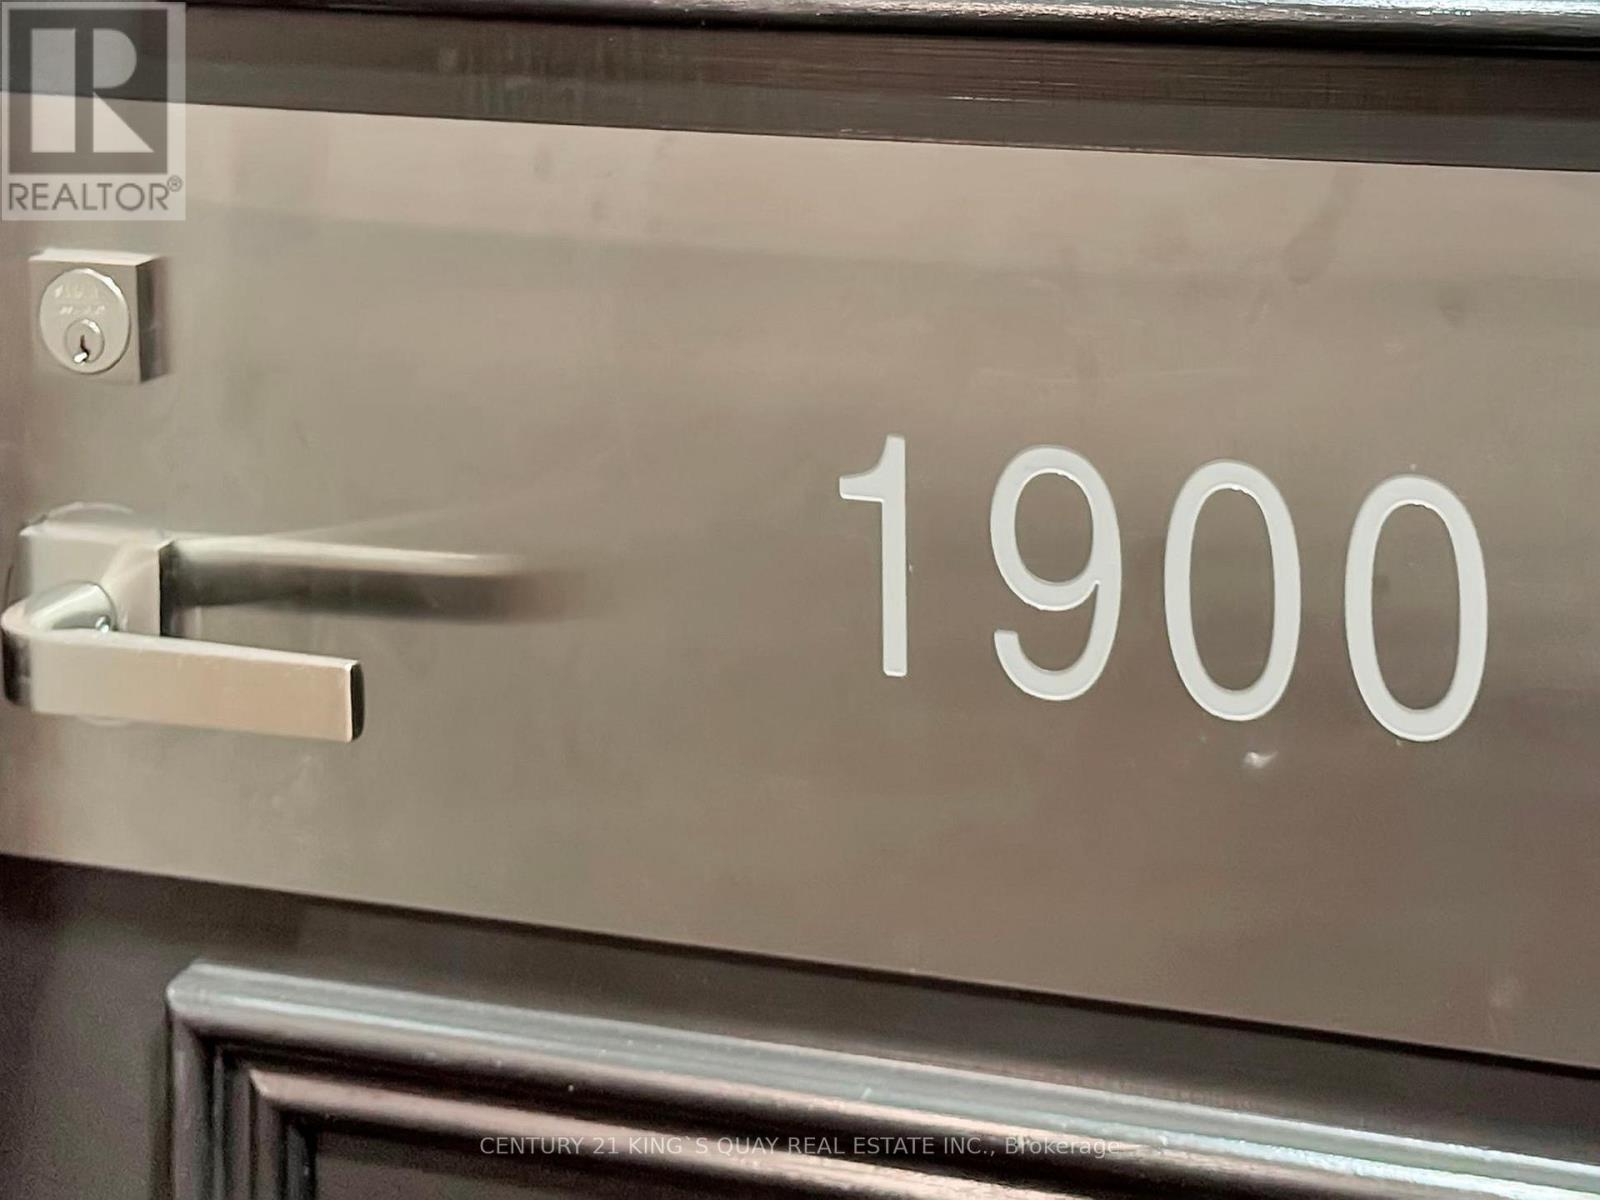 REALTOR®
1900
CENTURY 21 KING`S QUAY REAL ESTATE INC., Brokerage